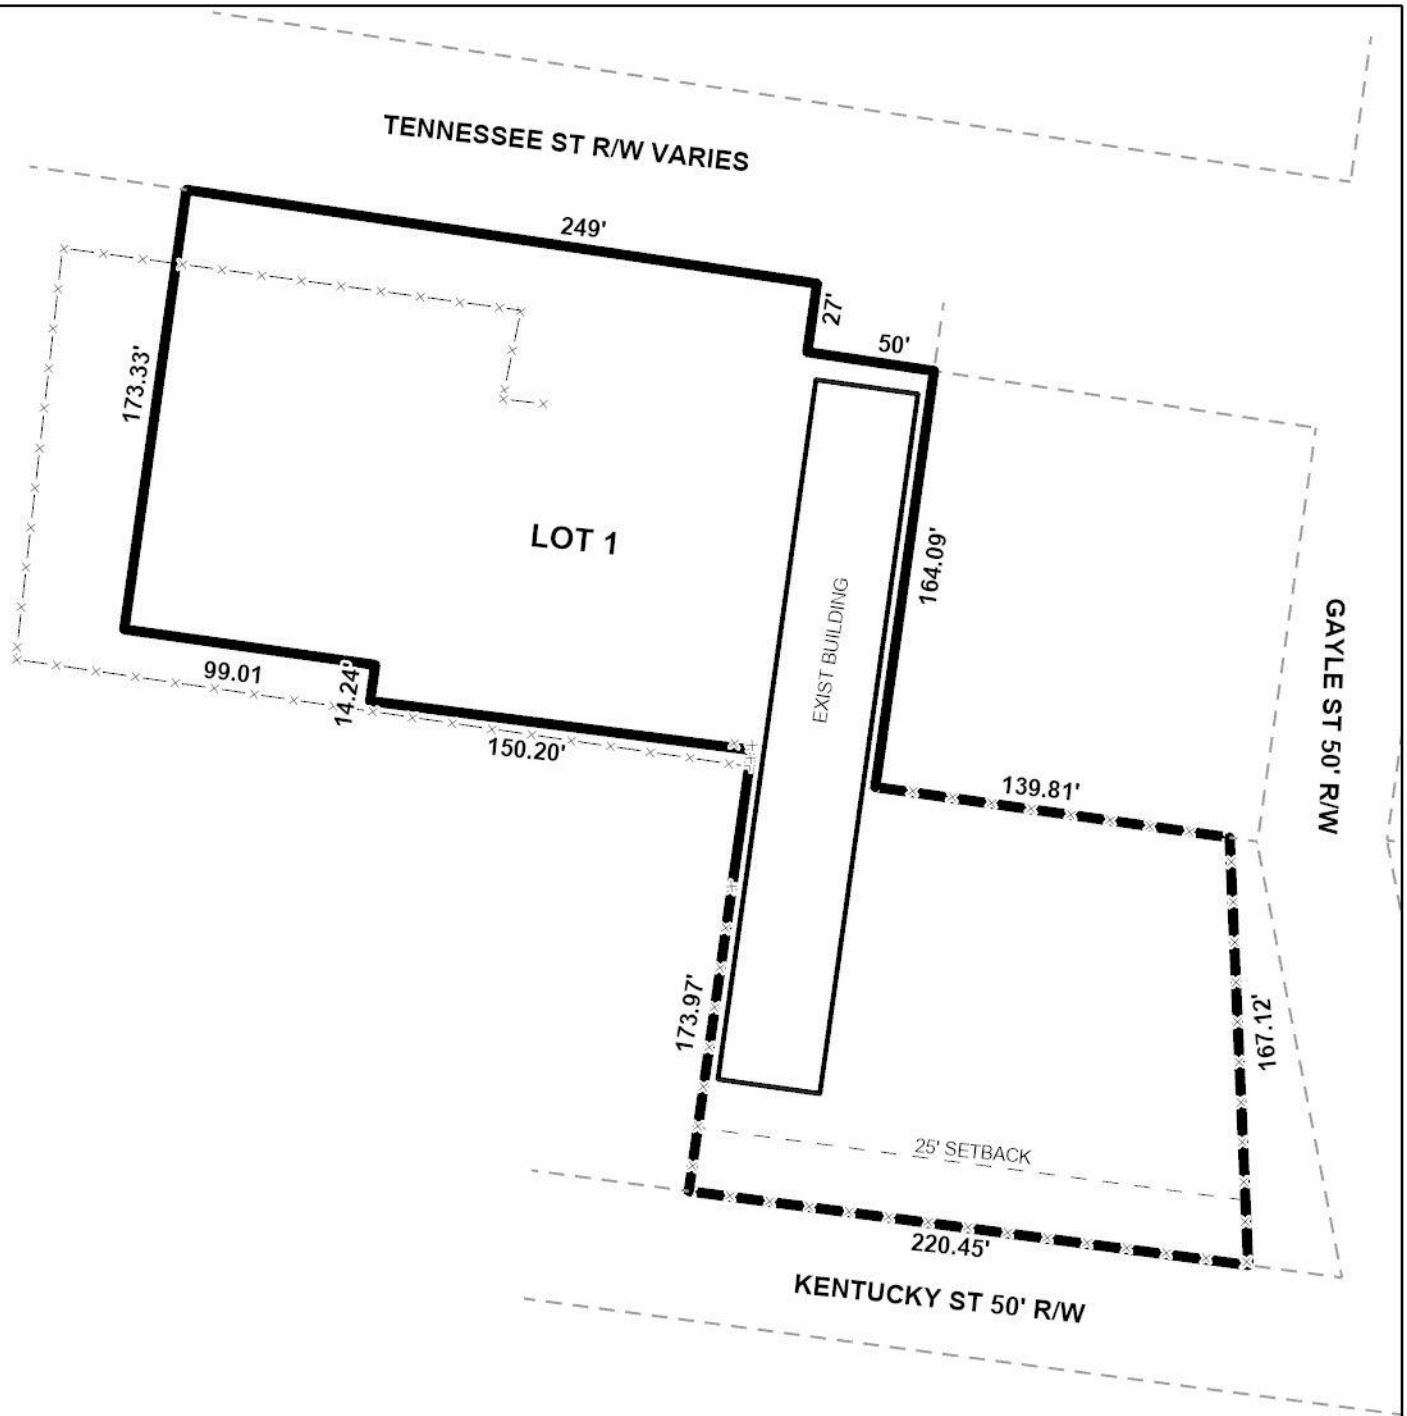 TENNESSEE ST R/W VARIES
249'
27'
50'
173.33'
LOT 1
164.09'
EXIST BUILDING
GAYLE ST 50' R/W
99.01
14.24'
150.20'
139.81'
173.97'
167.12'
25' SETBACK
220.45'
KENTUCKY ST 50' R/W